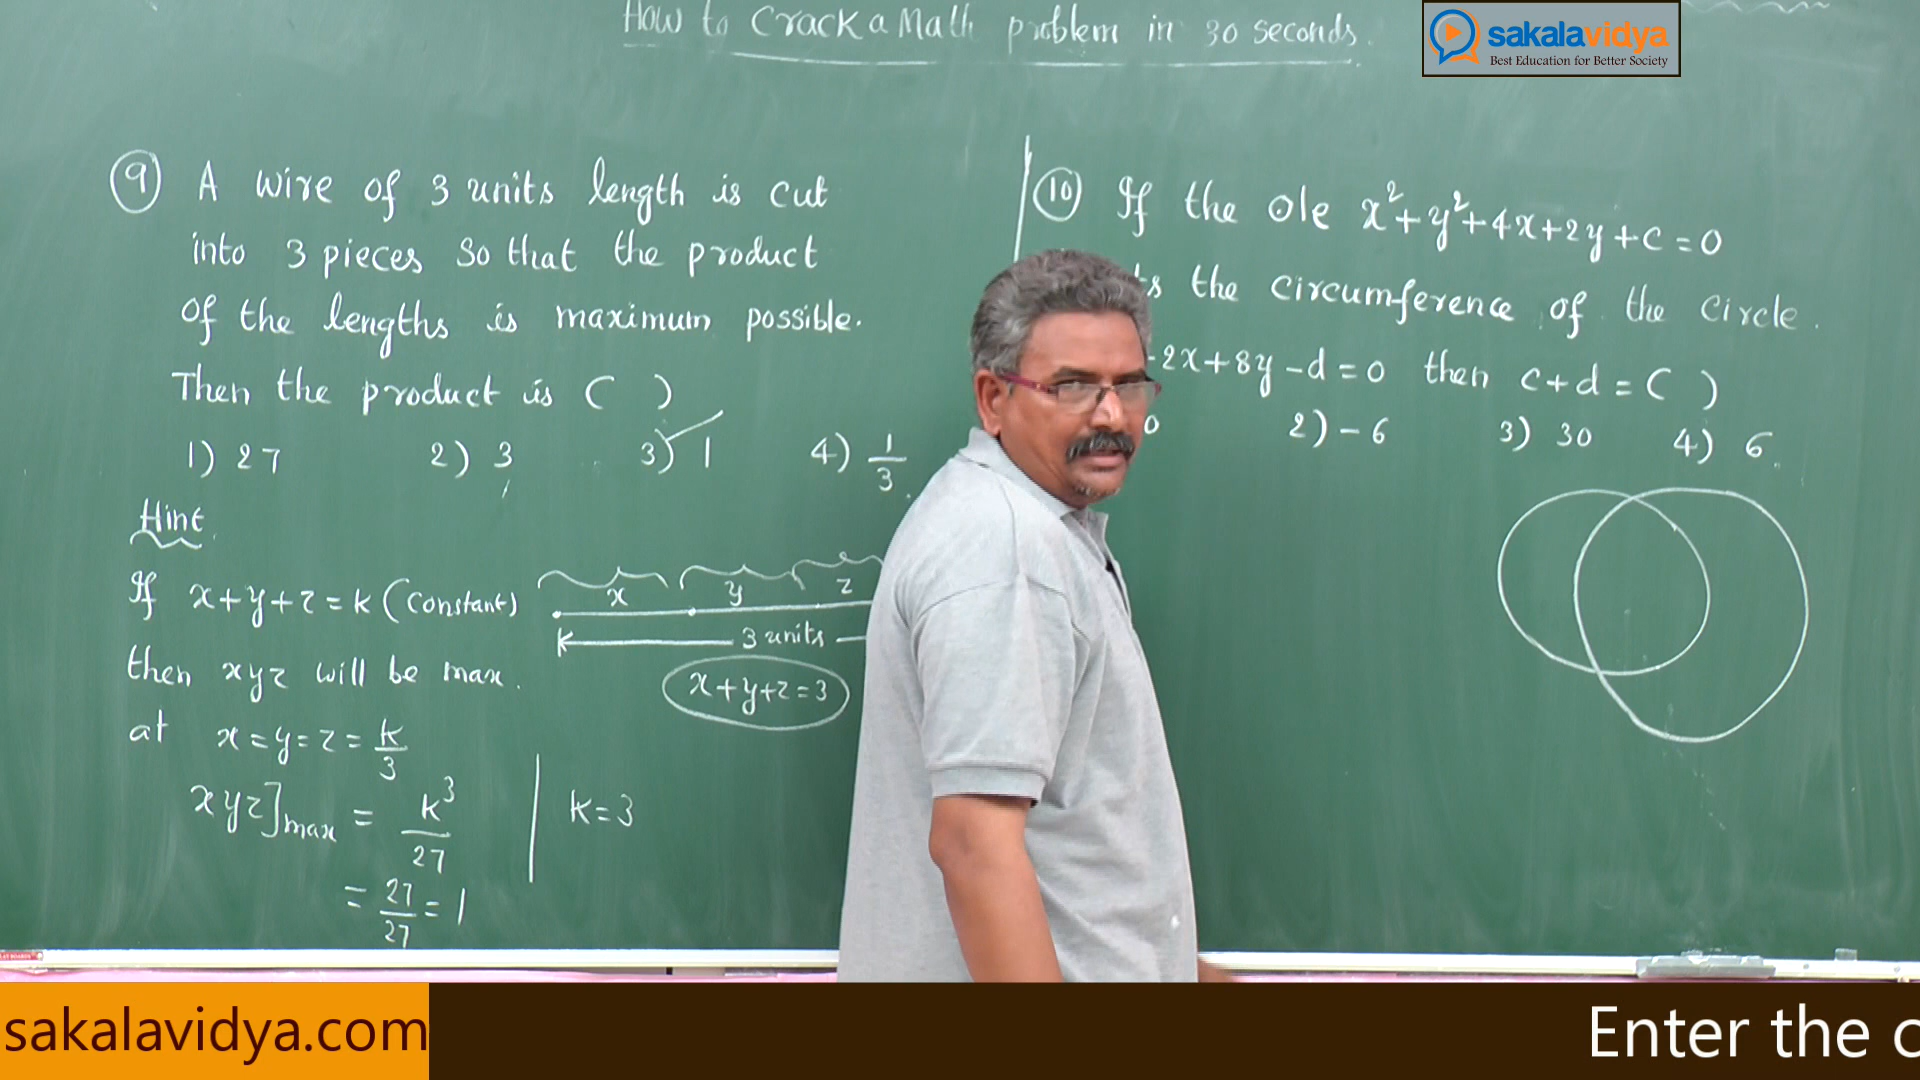 How to Crack a Math problem in 30 seconds.
sakalavidya
Best Education for Better Society
9 A wire of 3 units length is cut
into 3 pieces so that the product
of the lengths is maximum possible.
Then the product is ( )
1) 27 2) 3 3) 1 4) 1/3.
Hint
If x+y+z=k (constant)
then xyz will be max.
at x=y=z=k/3
xyz]max = k³/27
= 27/27 = 1
k=3
x y z
3 units
x+y+z=3
10 If the ole x²+y²+4x+2y+c=0
the circumference of the circle.
-2x+8y-d=0 then c+d=( )
0 2) -6 3) 30 4) 6.
sakalavidya.com
Enter the